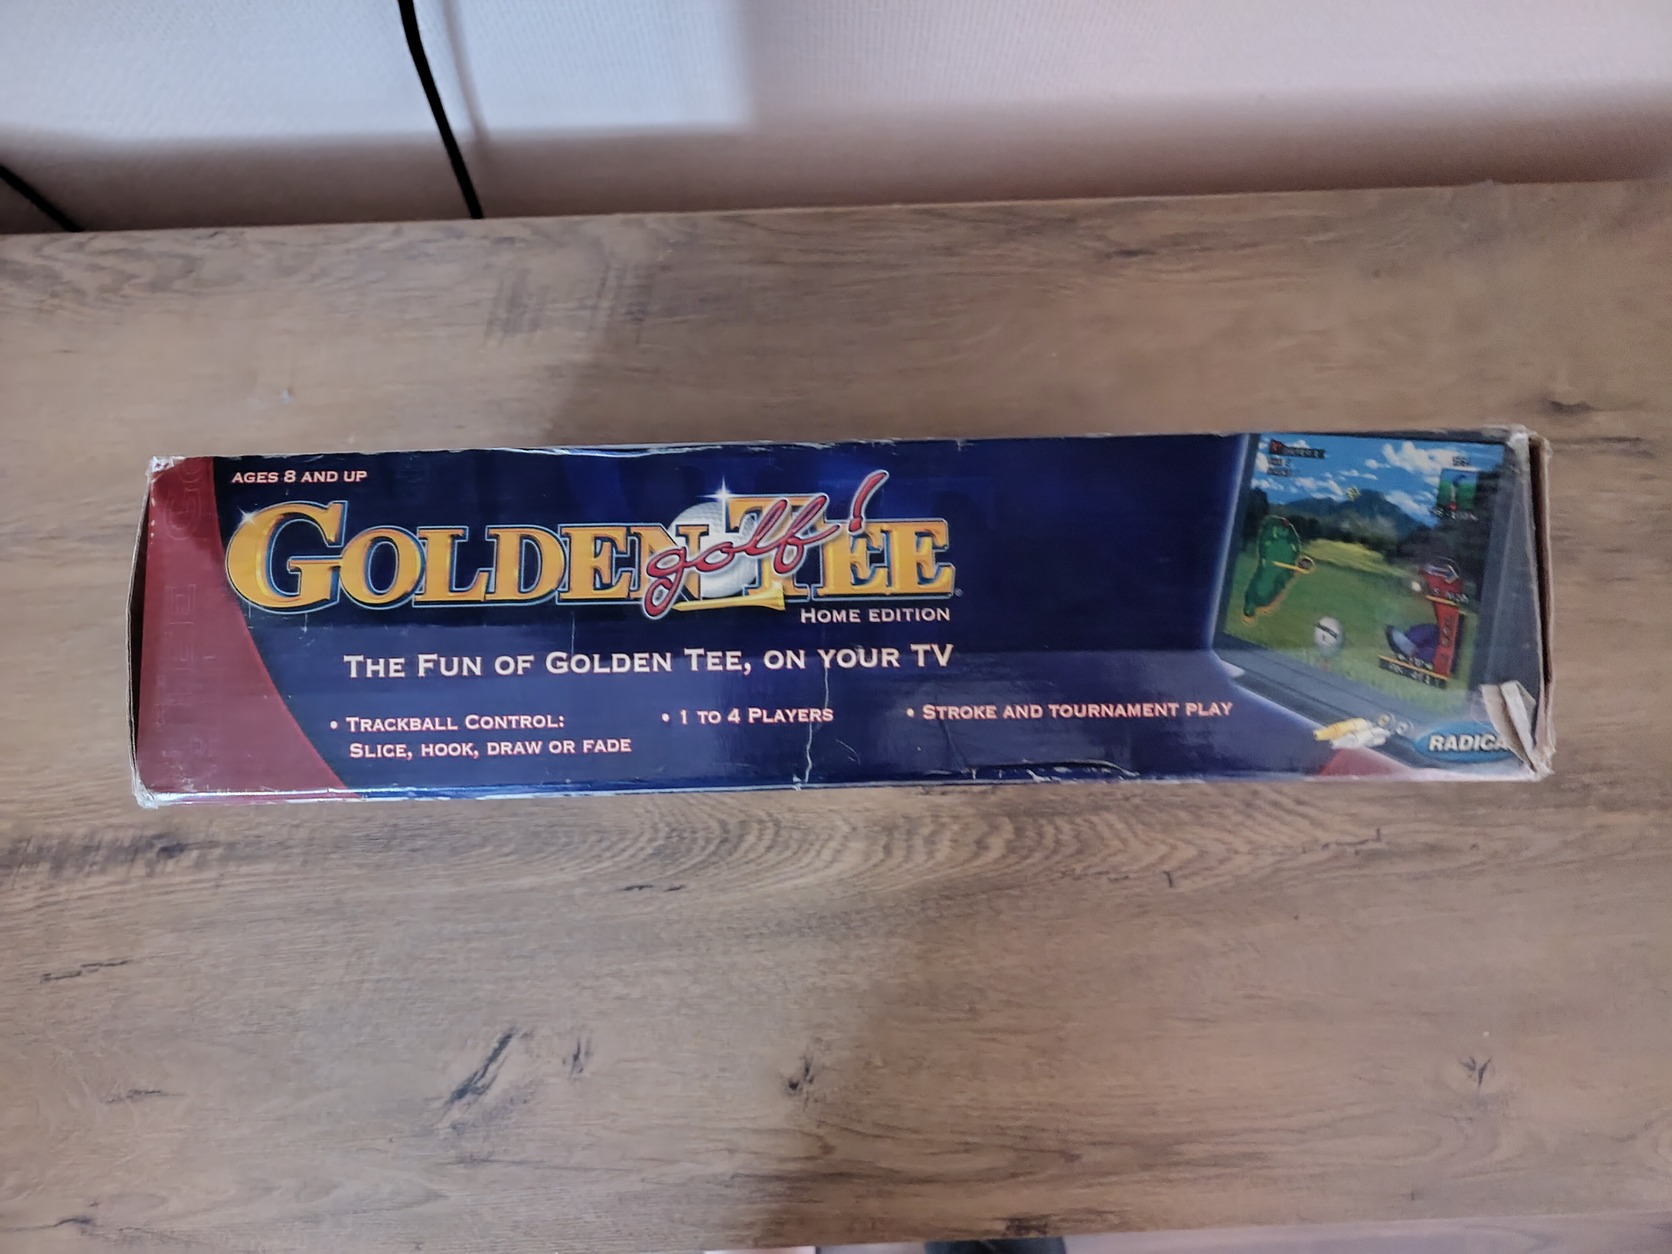 AGES 8 AND UP
GOLDEN TEE
golf!
HOME EDITION
THE FUN OF GOLDEN TEE, ON YOUR TV
• TRACKBALL CONTROL:
SLICE, HOOK, DRAW OR FADE
• 1 TO 4 PLAYERS
• STROKE AND TOURNAMENT PLAY
RADICA